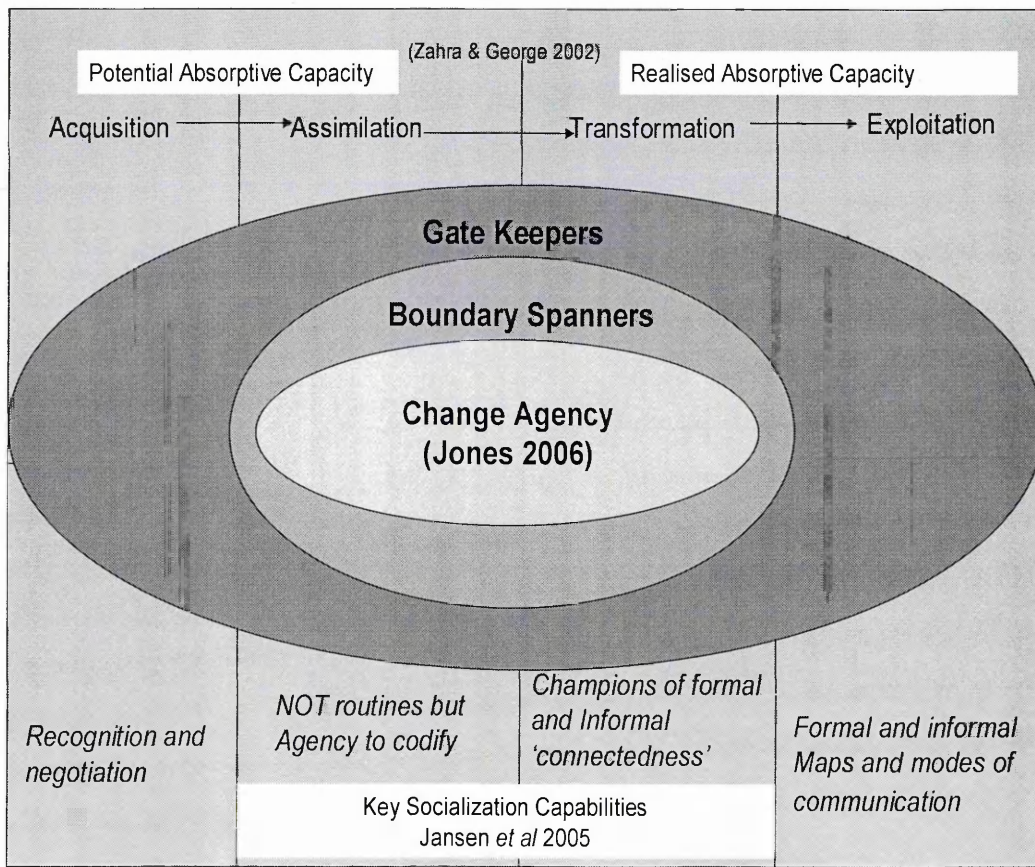 (Zahra & George 2002)
Potential Absorptive Capacity
Realised Absorptive Capacity
Acquisition
Assimilation
Transformation
Exploitation
Gate Keepers
Boundary Spanners
Change Agency
(Jones 2006)
Recognition and
negotiation
NOT routines but
Agency to codify
Champions of formal
and Informal
‘connectedness’
Formal and informal
Maps and modes of
communication
Key Socialization Capabilities
Jansen et al 2005